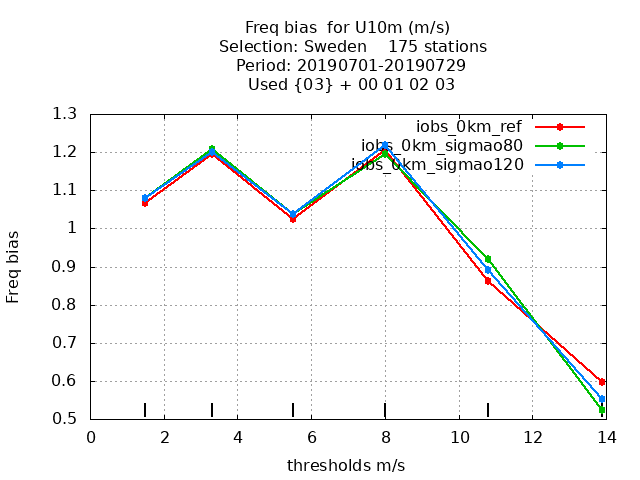 Freq bias  for U10m (m/s)
Selection: Sweden    175 stations
Period: 20190701-20190729
Used {03} + 00 01 02 03
iobs_0km_ref
iobs_0km_sigmao80
iobs_0km_sigmao120
1.3
1.2
1.1
1
0.9
0.8
0.7
0.6
0.5
Freq bias
0 2 4 6 8 10 12 14
thresholds m/s